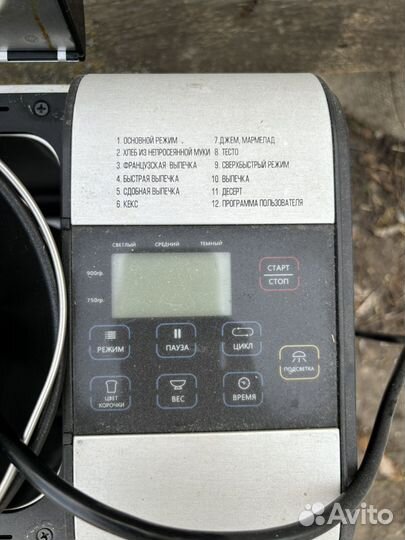 1. ОСНОВНОЙ РЕЖИМ
2. ХЛЕБ ИЗ НЕПРОСЕЯННОЙ МУКИ
3. ФРАНЦУЗСКАЯ ВЫПЕЧКА
4. БЫСТРАЯ ВЫПЕЧКА
5. СДОБНАЯ ВЫПЕЧКА
6. КЕКС
7. ДЖЕМ, МАРМЕЛАД
8. ТЕСТО
9. СВЕРХБЫСТРЫЙ РЕЖИМ
10. ВЫПЕЧКА
11. ДЕСЕРТ
12. ПРОГРАММА ПОЛЬЗОВАТЕЛЯ
СВЕТЛЫЙ СРЕДНИЙ ТЕМНЫЙ
900гр.
750гр.
СТАРТ
СТОП
РЕЖИМ
ПАУЗА
ЦИКЛ
ПОДСВЕТКА
ЦВЕТ
КОРОЧКИ
ВЕС
ВРЕМЯ
Avito